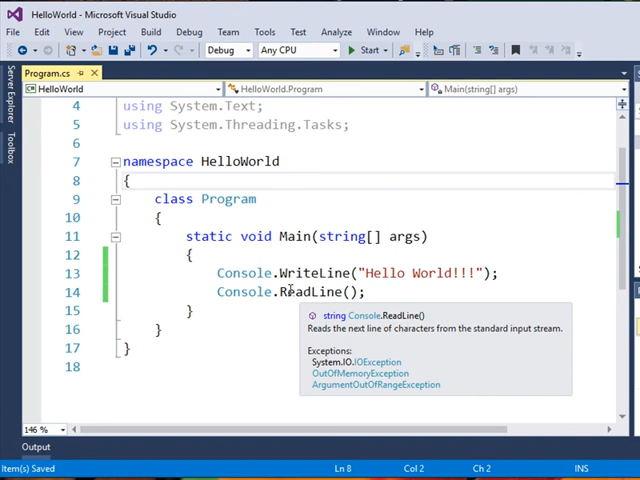 HelloWorld - Microsoft Visual Studio
File Edit View Project Build Debug Team Tools Test Analyze Window Help
Debug Any CPU Start
Program.cs
HelloWorld HelloWorld.Program Main(string[] args)
Server Explorer
Toolbox
4 using System.Text;
5 using System.Threading.Tasks;
6
7 namespace HelloWorld
8 {
9 class Program
10 {
11 static void Main(string[] args)
12 {
13 Console.WriteLine("Hello World!!!");
14 Console.ReadLine();
15 }
16 }
17 }
18
string Console.ReadLine()
Reads the next line of characters from the standard input stream.
Exceptions:
System.IO.IOException
OutOfMemoryException
ArgumentOutOfRangeException
146 %
Output
Item(s) Saved Ln 8 Col 2 Ch 2 INS